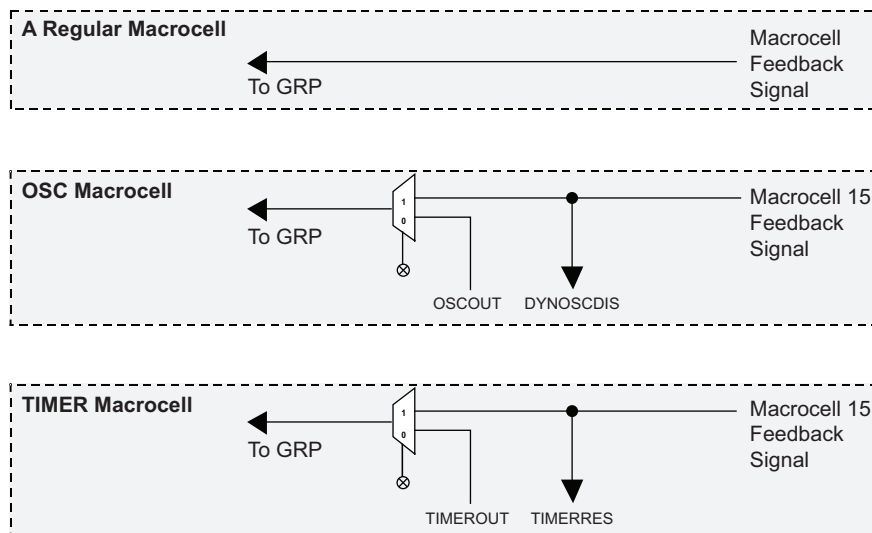 A Regular Macrocell
To GRP
Macrocell
Feedback
Signal
OSC Macrocell
1
0
To GRP
Macrocell 15
Feedback
Signal
OSCOUT DYNOSCDIS
TIMER Macrocell
1
0
To GRP
Macrocell 15
Feedback
Signal
TIMEROUT TIMERRES